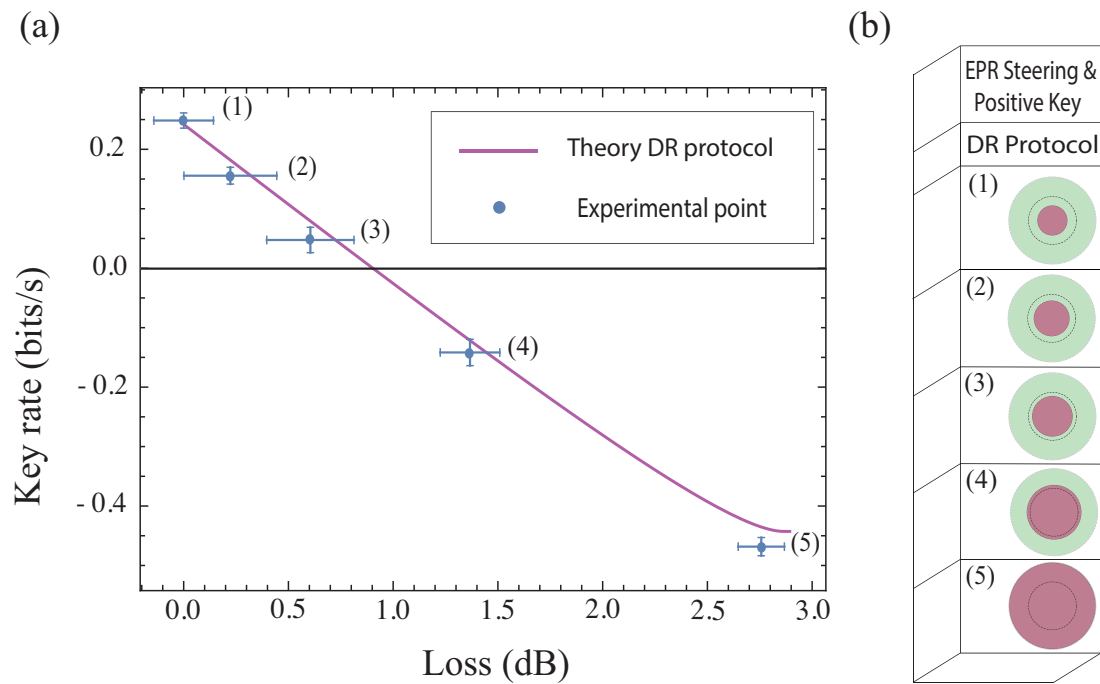 (a)
Key rate (bits/s)
0.2
0.0
- 0.2
- 0.4
(1)
(2)
(3)
(4)
(5)
Theory DR protocol
Experimental point
0.0 0.5 1.0 1.5 2.0 2.5 3.0
Loss (dB)
(b)
EPR Steering &
Positive Key
DR Protocol
(1)
(2)
(3)
(4)
(5)